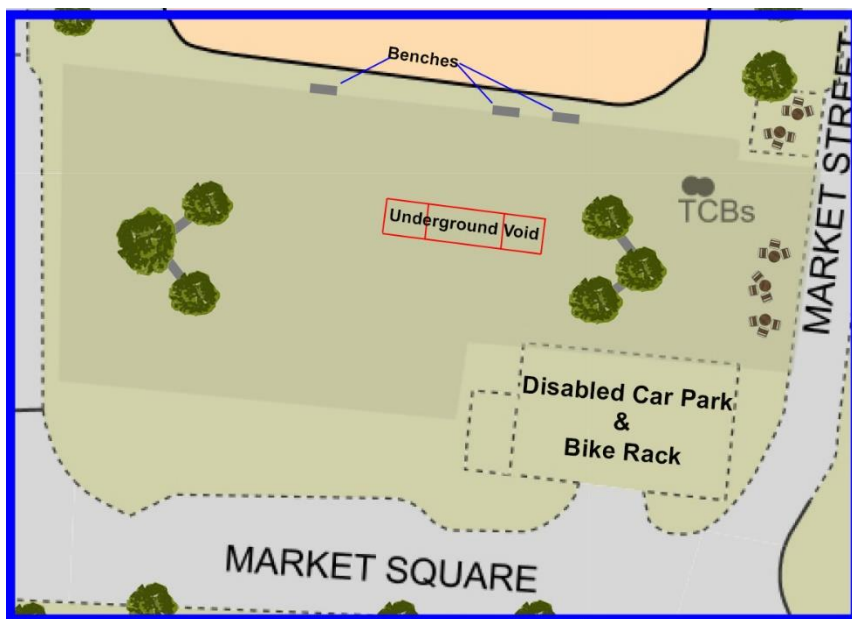 Benches
MARKET STREET
Underground Void
TCBs
Disabled Car Park
&
Bike Rack
MARKET SQUARE